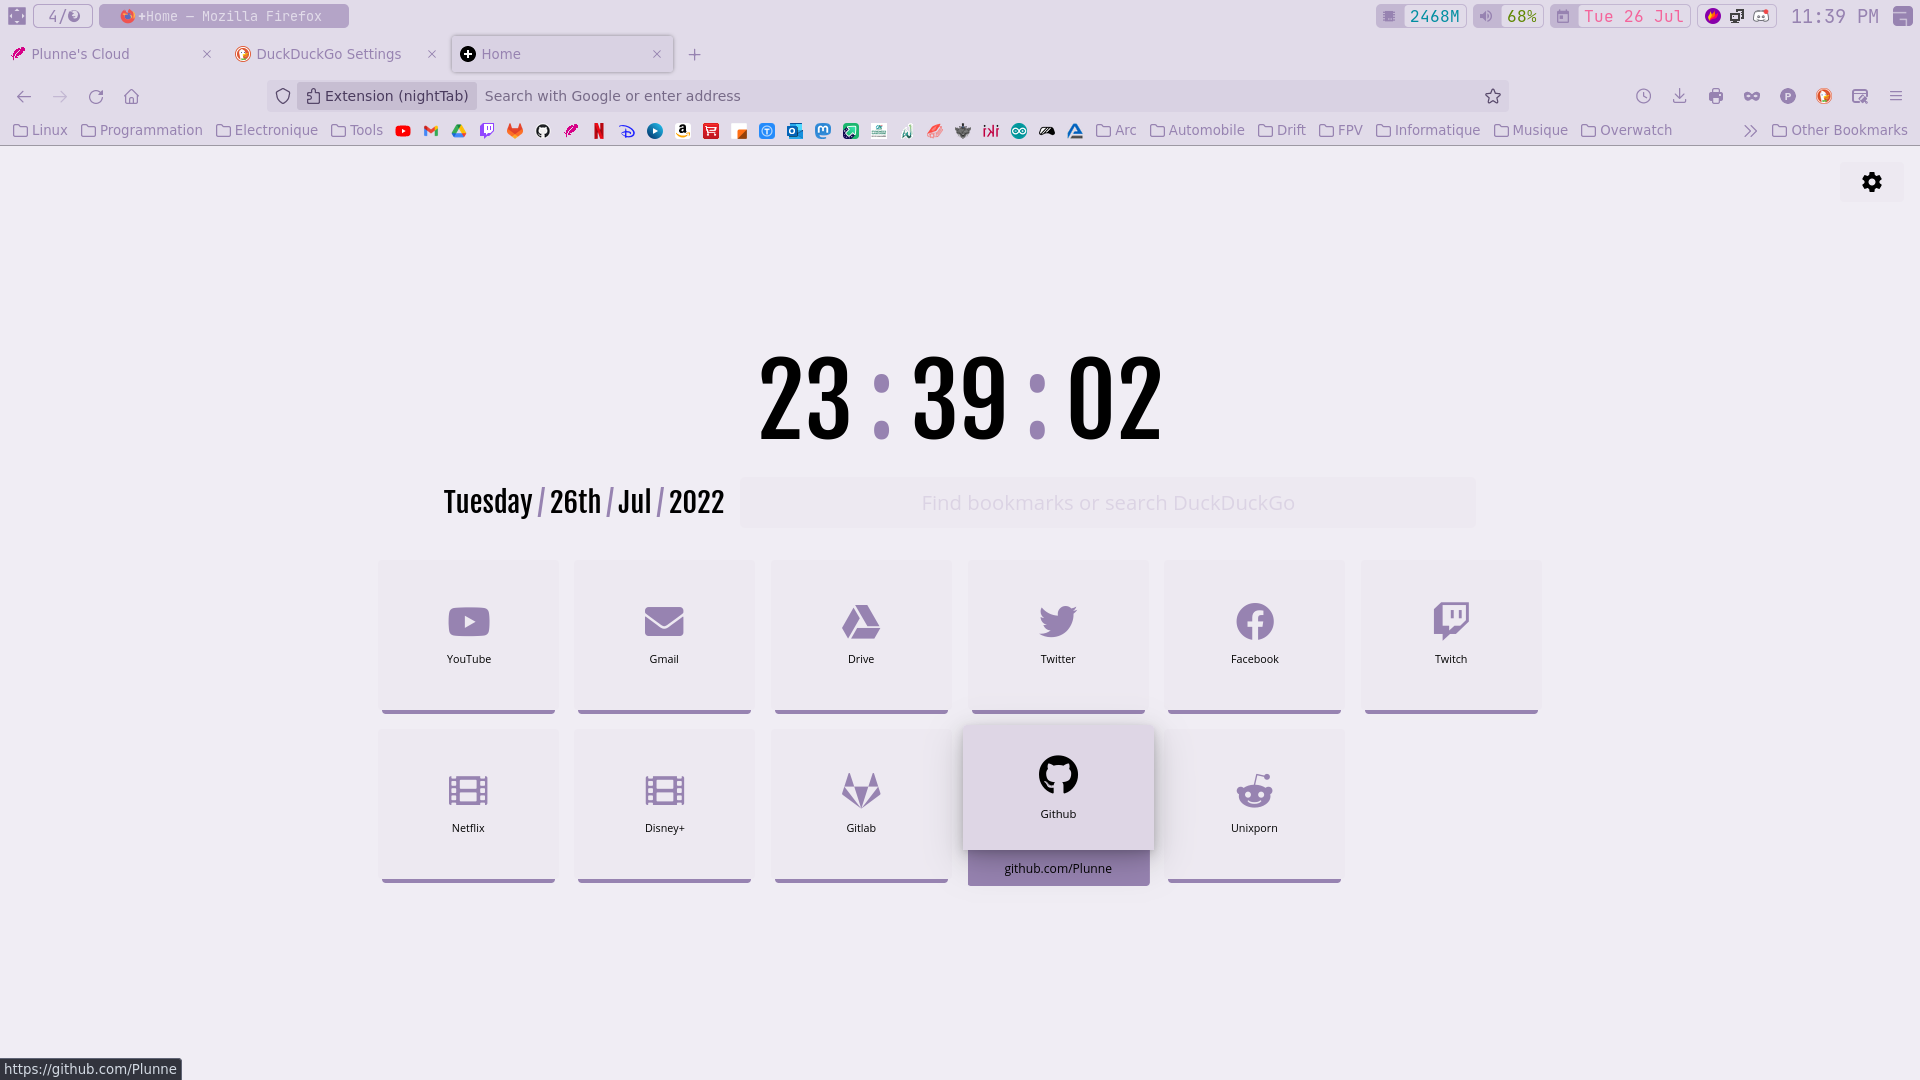 4/ +Home — Mozilla Firefox 2468M 68% Tue 26 Jul 11:39 PM
Plunne's Cloud DuckDuckGo Settings Home
Extension (nightTab) Search with Google or enter address
Linux Programmation Electronique Tools Arc Automobile Drift FPV Informatique Musique Overwatch Other Bookmarks
23:39:02
Tuesday/26th/Jul/2022 Find bookmarks or search DuckDuckGo
YouTube Gmail Drive Twitter Facebook Twitch
Netflix Disney+ Gitlab Github Unixporn
github.com/Plunne
https://github.com/Plunne